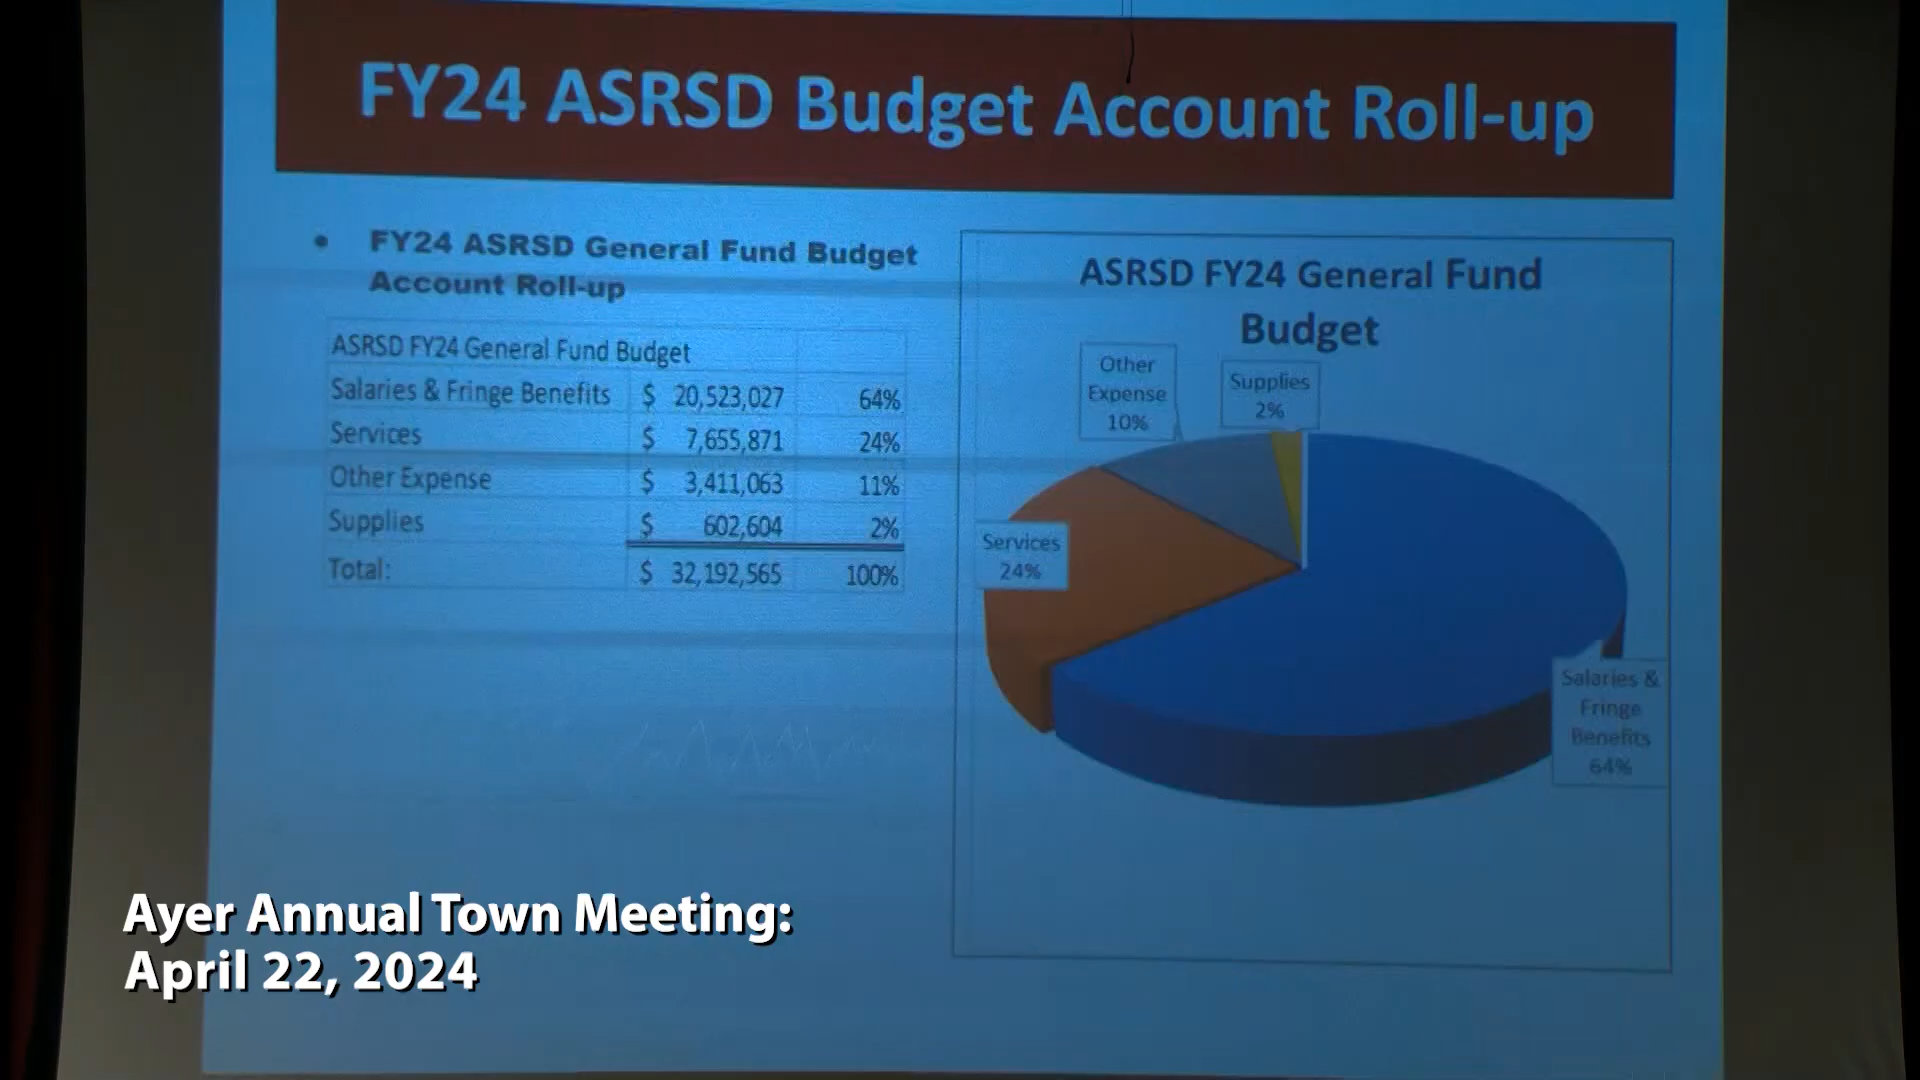 FY24 ASRSD Budget Account Roll-up
• FY24 ASRSD General Fund Budget
Account Roll-up
ASRSD FY24 General Fund Budget
Salaries & Fringe Benefits $ 20,523,027 64%
Services $ 7,655,871 24%
Other Expense $ 3,411,063 11%
Supplies $ 602,604 2%
Total: $ 32,192,565 100%
ASRSD FY24 General Fund
Budget
Other
Expense
10%
Supplies
2%
Services
24%
Salaries &
Fringe
Benefits
64%
Ayer Annual Town Meeting:
April 22, 2024